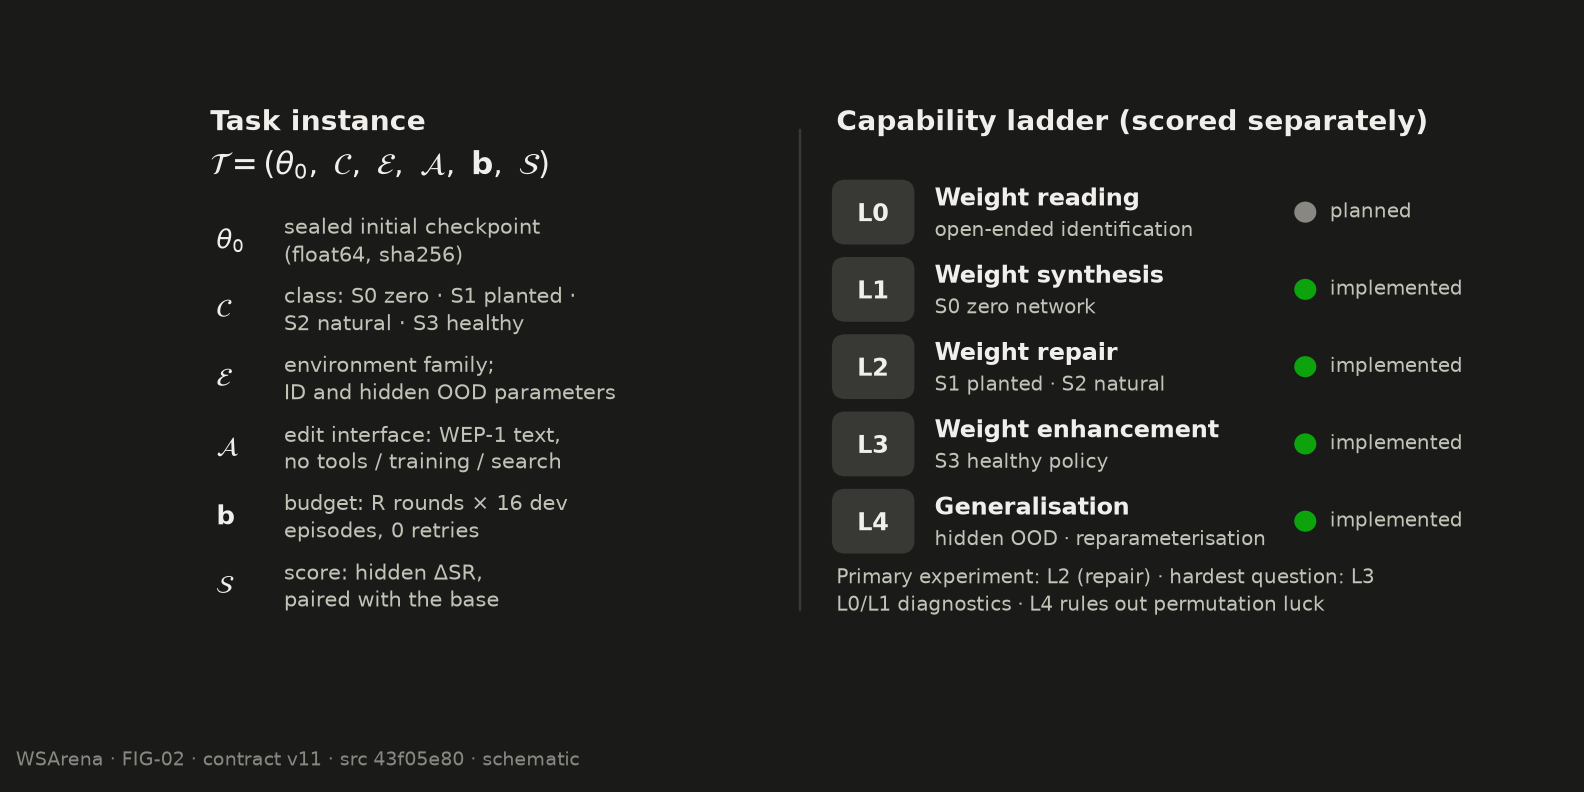 Task instance
𝒯 = (θ₀, 𝒞, ℰ, 𝒜, b, 𝒮)
θ₀
sealed initial checkpoint
(float64, sha256)
𝒞
class: S0 zero · S1 planted ·
S2 natural · S3 healthy
ℰ
environment family;
ID and hidden OOD parameters
𝒜
edit interface: WEP-1 text,
no tools / training / search
b
budget: R rounds × 16 dev
episodes, 0 retries
𝒮
score: hidden ΔSR,
paired with the base
Capability ladder (scored separately)
L0
Weight reading
open-ended identification
planned
L1
Weight synthesis
S0 zero network
implemented
L2
Weight repair
S1 planted · S2 natural
implemented
L3
Weight enhancement
S3 healthy policy
implemented
L4
Generalisation
hidden OOD · reparameterisation
implemented
Primary experiment: L2 (repair) · hardest question: L3
L0/L1 diagnostics · L4 rules out permutation luck
WSArena · FIG-02 · contract v11 · src 43f05e80 · schematic